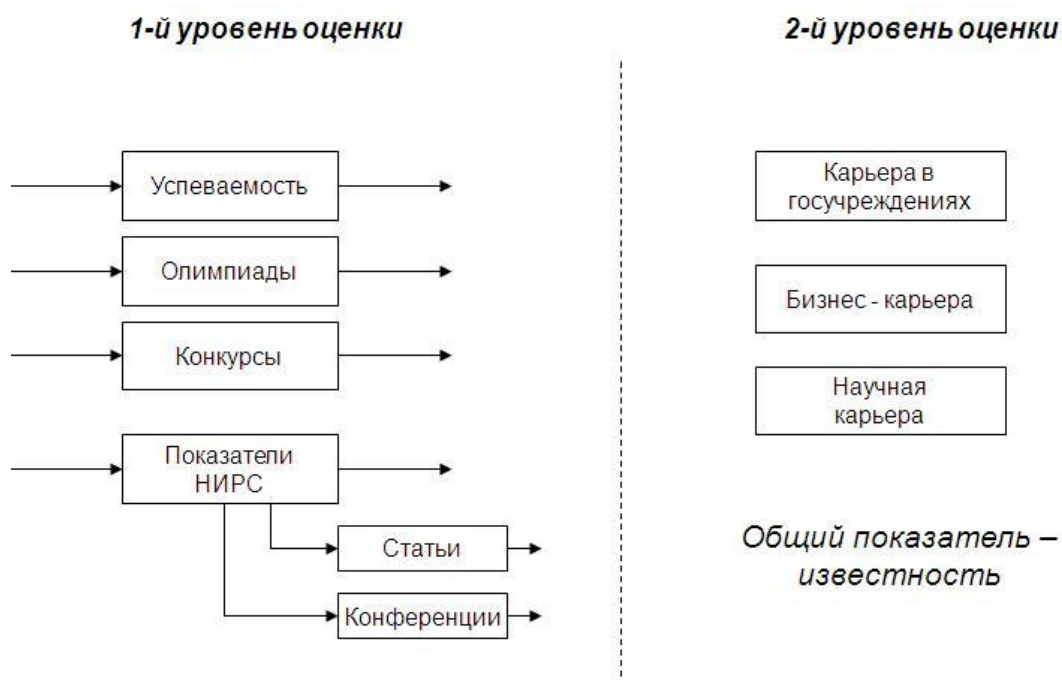 1-й уровень оценки
2-й уровень оценки
Успеваемость
Олимпиады
Конкурсы
Показатели
НИРС
Статьи
Конференции
Карьера в
госучреждениях
Бизнес - карьера
Научная
карьера
Общий показатель –
известность